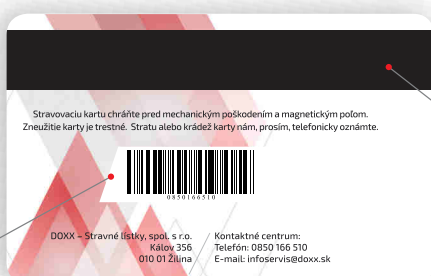 Stravovaciu kartu chráňte pred mechanickým poškodením a magnetickým poľom.
Zneužitie karty je trestné. Stratu alebo krádež karty nám, prosím, telefonicky oznámte.
0850166510
DOXX – Stravné lístky, spol. s r.o.
Kálov 356
010 01 Žilina
Kontaktné centrum:
Telefón: 0850 166 510
E-mail: infoservis@doxx.sk